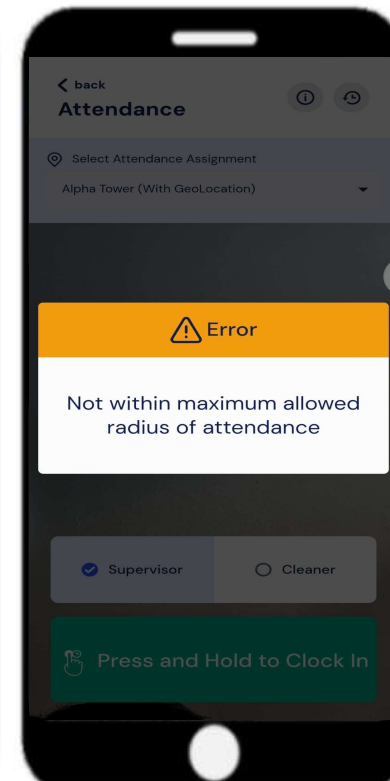 back
Attendance
Select Attendance Assignment
Alpha Tower (With GeoLocation)
Error
Not within maximum allowed
radius of attendance
Supervisor
Cleaner
Press and Hold to Clock In